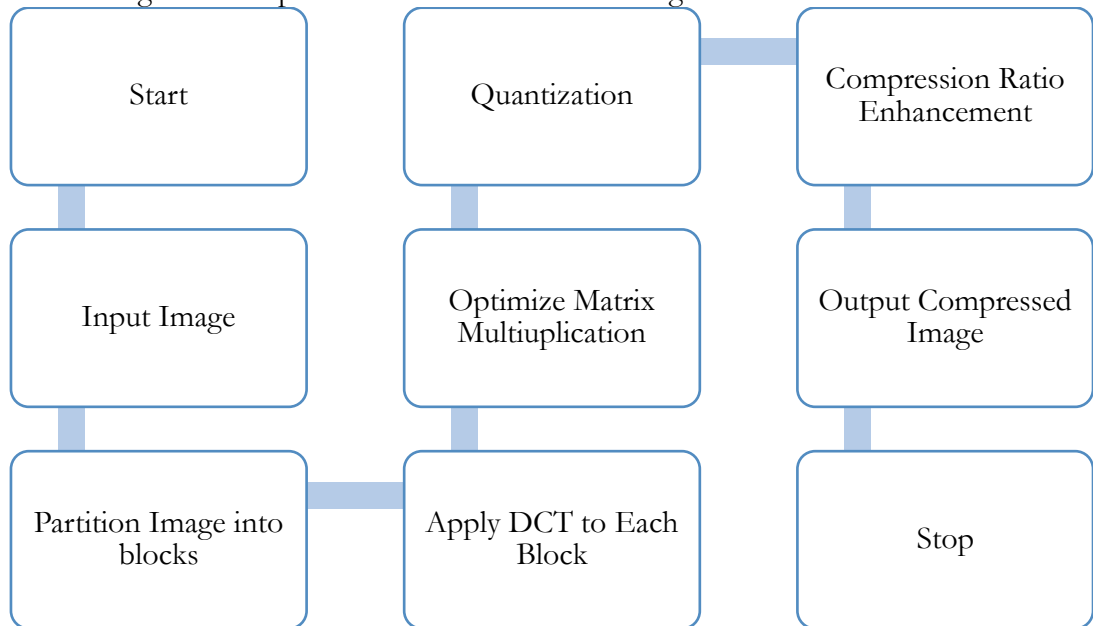 Start
Input Image
Partition Image into
blocks
Apply DCT to Each
Block
Optimize Matrix
Multiuplication
Quantization
Compression Ratio
Enhancement
Output Compressed
Image
Stop